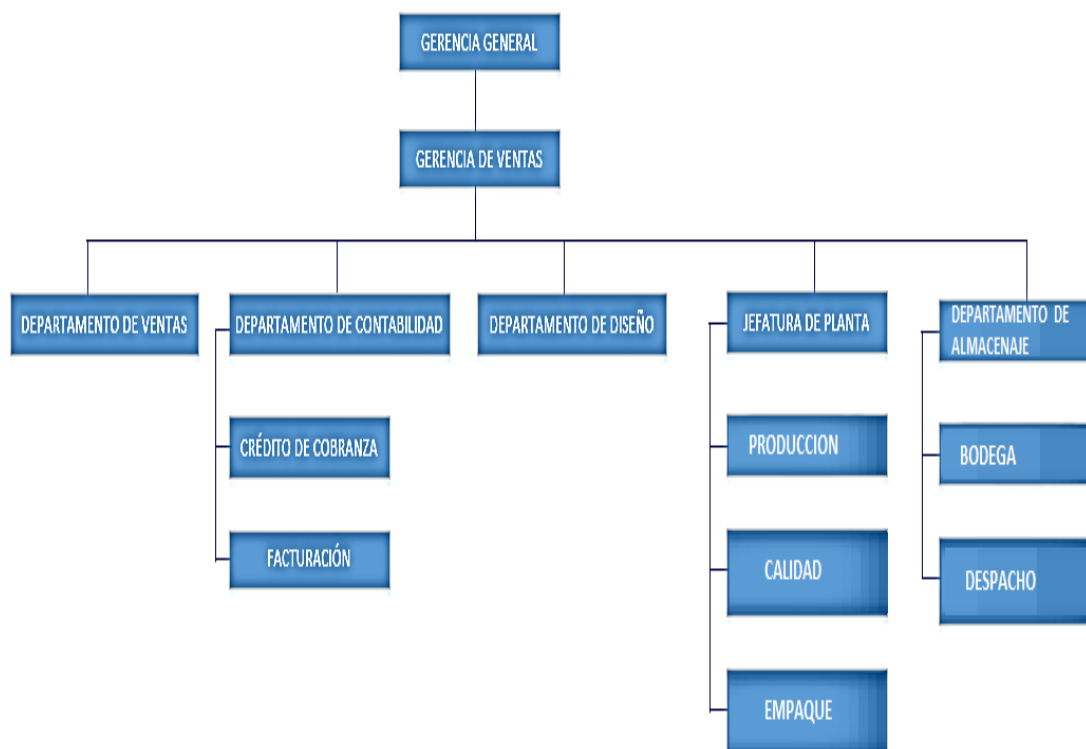 GERENCIA GENERAL
GERENCIA DE VENTAS
DEPARTAMENTO DE VENTAS
DEPARTAMENTO DE CONTABILIDAD
DEPARTAMENTO DE DISEÑO
JEFATURA DE PLANTA
DEPARTAMENTO DE
ALMACENAJE
CRÉDITO DE COBRANZA
PRODUCCION
BODEGA
FACTURACIÓN
CALIDAD
DESPACHO
EMPAQUE